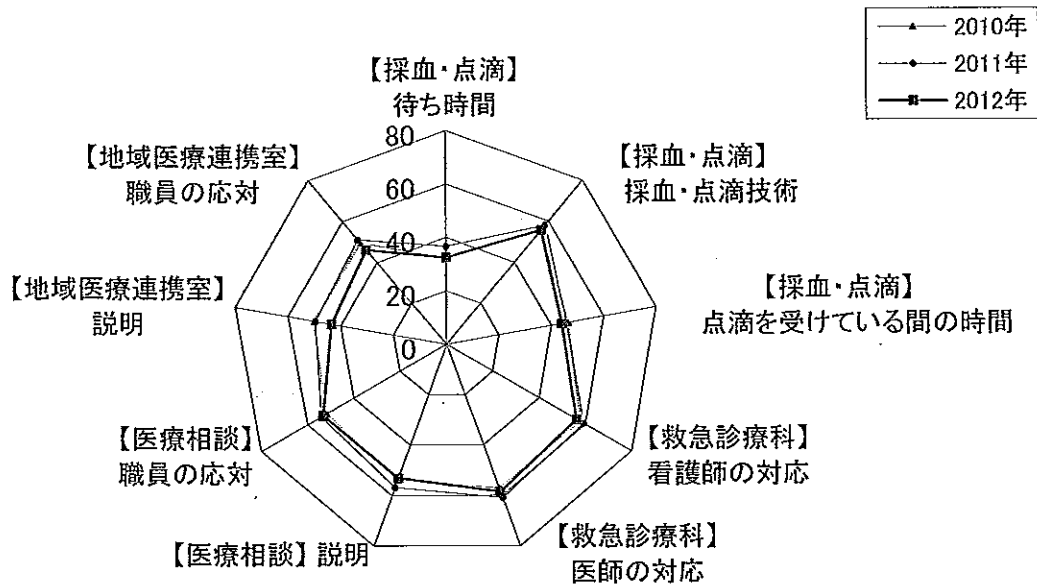 2010年
2011年
2012年
【採血・点滴】
待ち時間
【採血・点滴】
採血・点滴技術
【採血・点滴】
点滴を受けている間の時間
【救急診療科】
看護師の対応
【救急診療科】
医師の対応
【医療相談】説明
【医療相談】
職員の応対
【地域医療連携室】
説明
【地域医療連携室】
職員の応対
80
60
40
20
0